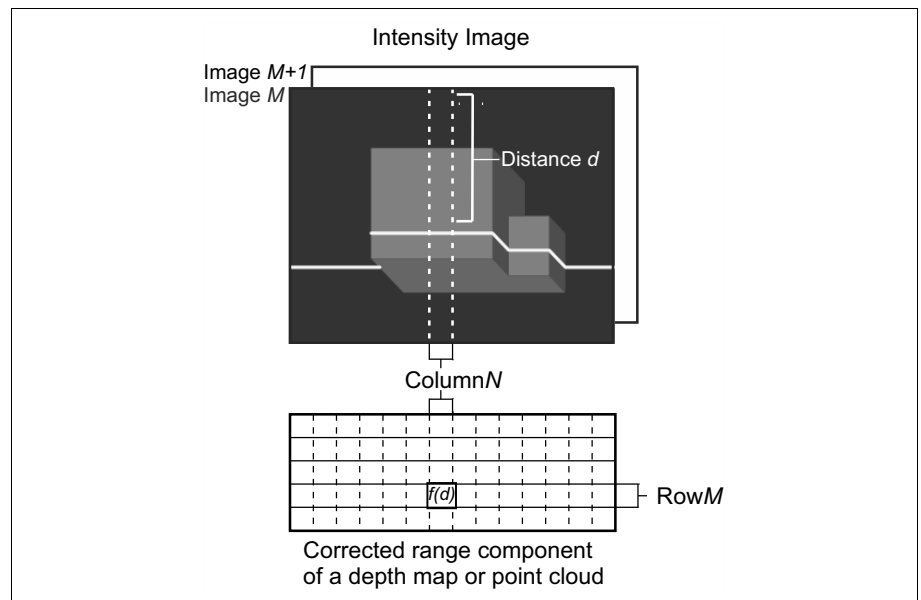 Intensity Image
Image M+1
Image M
Distance d
ColumnN
f(d)
RowM
Corrected range component
of a depth map or point cloud